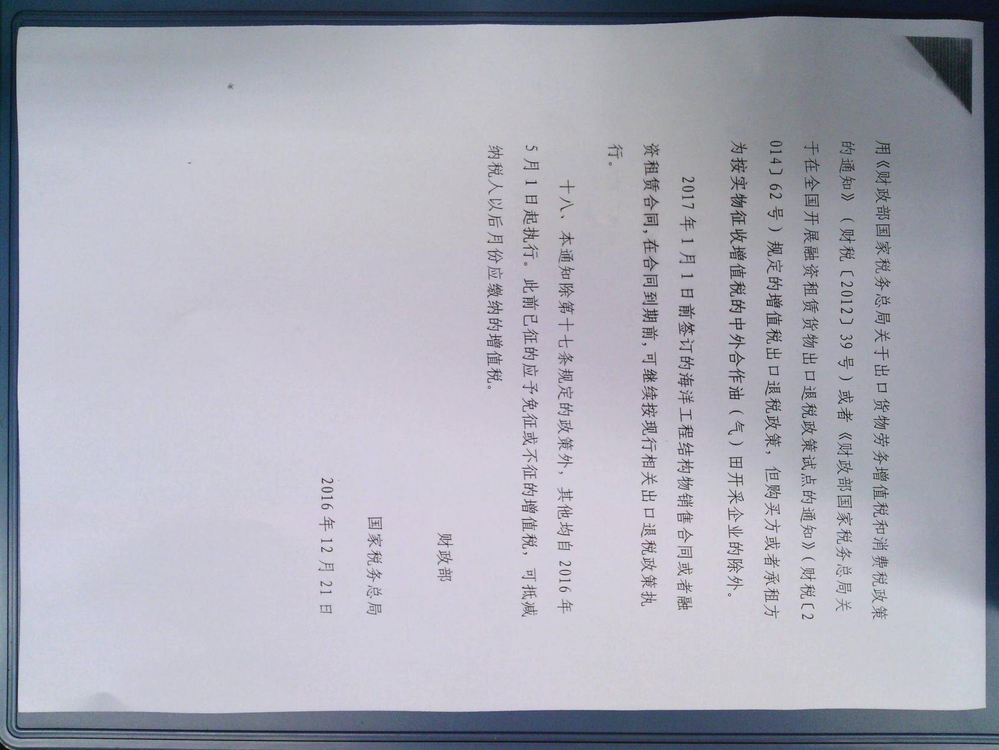 用《财政部国家税务总局关于出口货物劳务增值税和消费税政策
的通知》（财税〔2012〕39号）或者《财政部国家税务总局关
于在全国开展融资租赁货物出口退税政策试点的通知》（财税〔2
014〕62号）规定的增值税出口退税政策，但购买方或者承租方
为按实物征收增值税的中外合作油（气）田开采企业的除外。
2017年1月1日前签订的海洋工程结构物销售合同或者融
资租赁合同，在合同到期前，可继续按现行相关出口退税政策执
行。
十八、本通知除第十七条规定的政策外，其他均自2016年
5月1日起执行。此前已征的应予免征或不征的增值税，可抵减
纳税人以后月份应缴纳的增值税。
财政部
国家税务总局
2016年12月21日